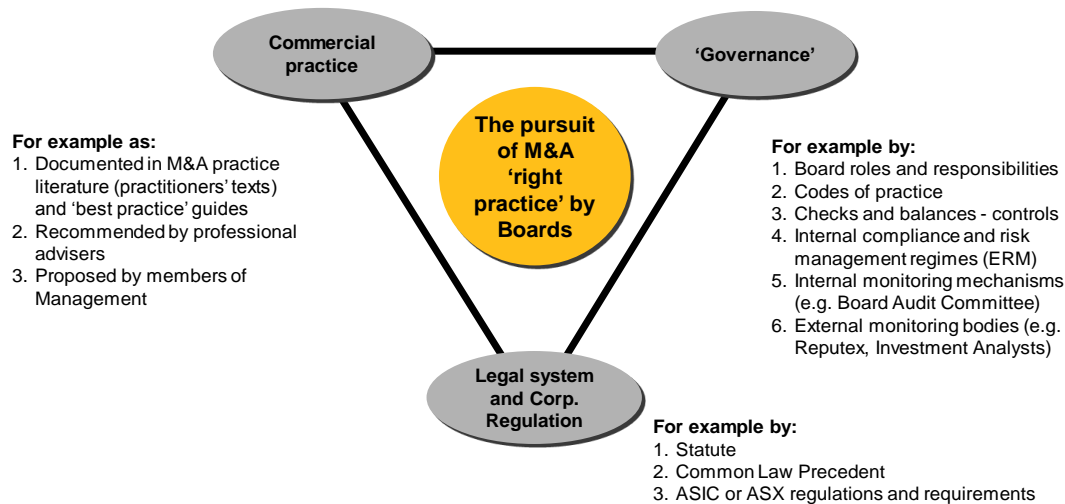 Commercial
practice
‘Governance’
The pursuit
of M&A
‘right
practice’ by
Boards
For example as:
1. Documented in M&A practice
literature (practitioners’ texts)
and ‘best practice’ guides
2. Recommended by professional
advisers
3. Proposed by members of
Management
For example by:
1. Board roles and responsibilities
2. Codes of practice
3. Checks and balances - controls
4. Internal compliance and risk
management regimes (ERM)
5. Internal monitoring mechanisms
(e.g. Board Audit Committee)
6. External monitoring bodies (e.g.
Reputex, Investment Analysts)
Legal system
and Corp.
Regulation
For example by:
1. Statute
2. Common Law Precedent
3. ASIC or ASX regulations and requirements